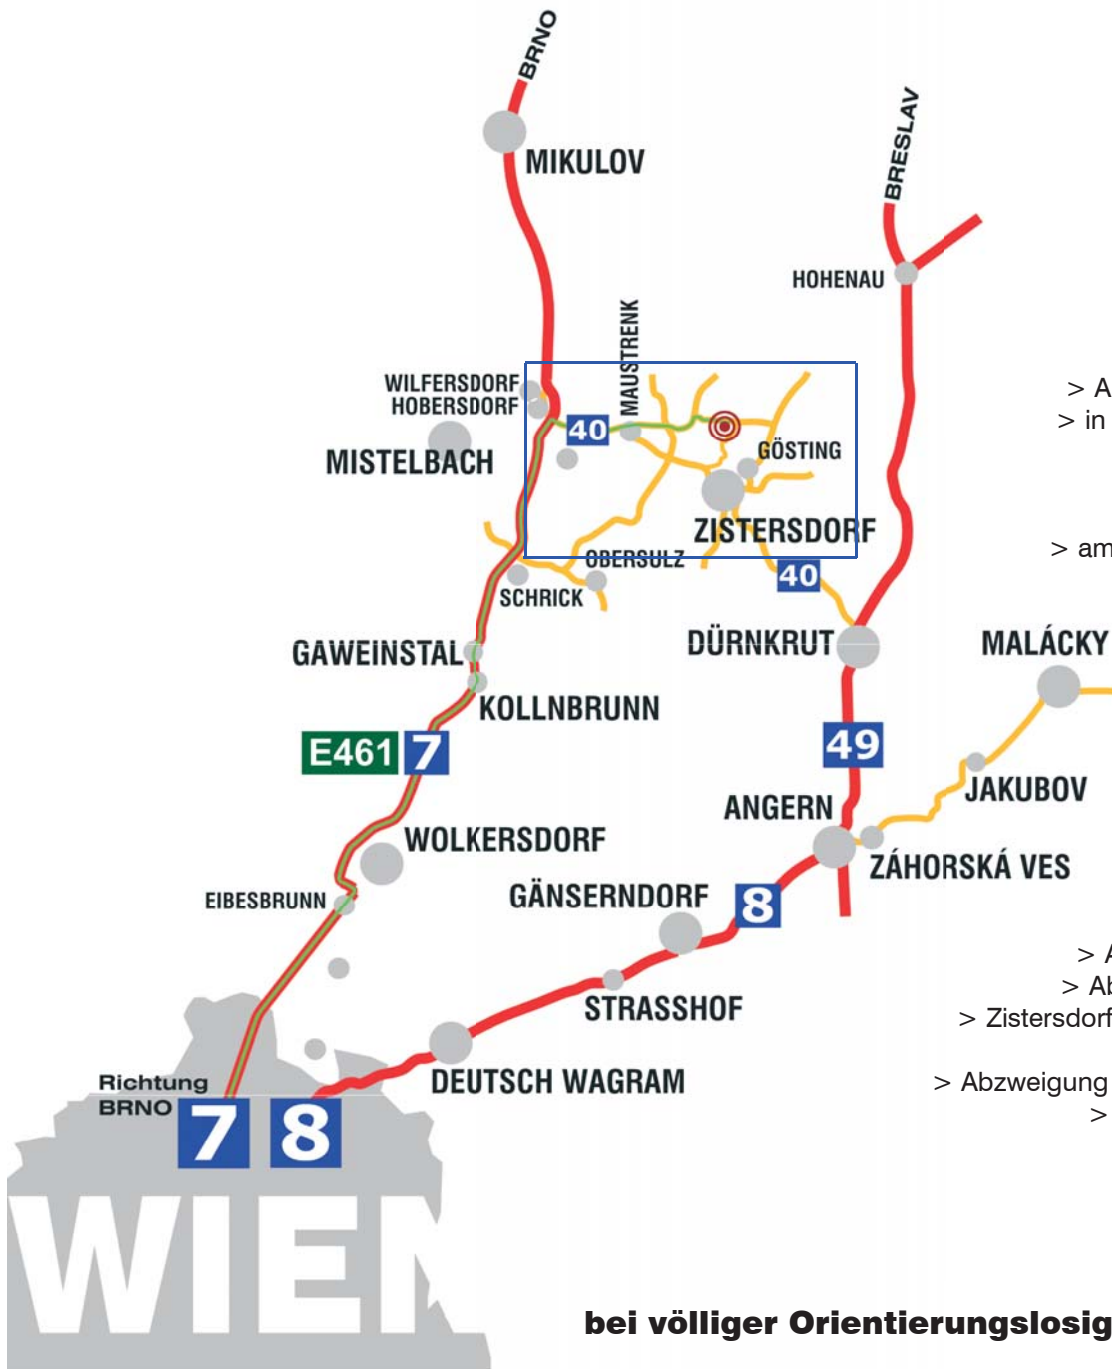 BRNO
MIKULOV
BRESLAV
HOHENAU
MAUSTRENK
WILFERSDORF
HOBERSDORF
> A
> in
40
MISTELBACH
GÖSTING
ZISTERSDORF
> am
OBERSULZ
40
SCHRICK
GAWEINSTAL
DÜRNKRUT
MALÁCKY
KOLLNBRUNN
E461
7
49
JAKUBOV
ANGERN
WOLKERSDORF
ZÁHORSKÁ VES
EIBESBRUNN
GÄNSERNDORF
8
> A
> Ab
STRASSHOF
> Zistersdorf
DEUTSCH WAGRAM
Richtung
BRNO
7
8
> Abzweigung
>
WIEN
bei völliger Orientierungslosig